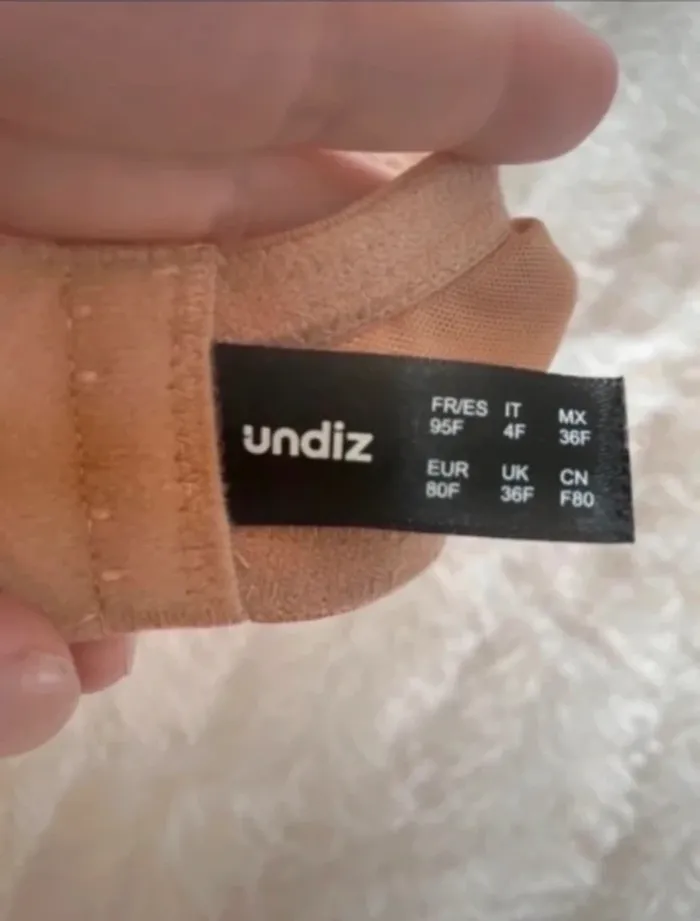 undiz
FR/ES IT MX
95F 4F 36F
EUR UK CN
80F 36F F80